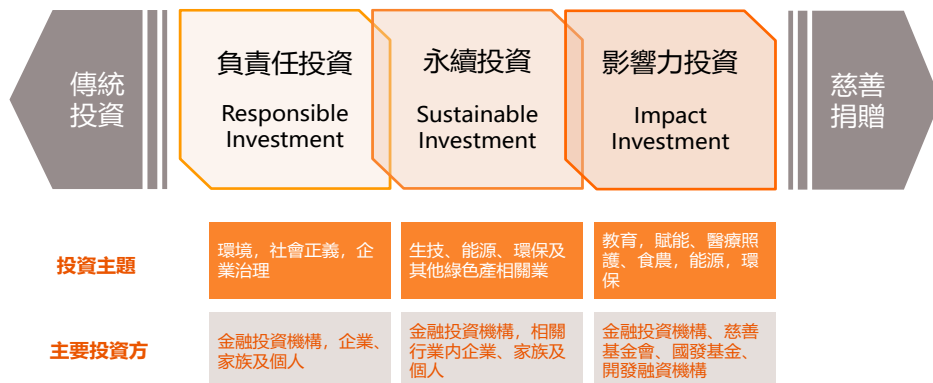 傳統
投資
負責任投資
Responsible
Investment
永續投資
Sustainable
Investment
影響力投資
Impact
Investment
慈善
捐贈
投資主題
環境，社會正義，企
業治理
生技、能源、環保及
其他綠色產相關業
教育，賦能、醫療照
護、食農，能源，環
保
主要投資方
金融投資機構，企業、
家族及個人
金融投資機構，相關
行業内企業、家族及
個人
金融投資機構、慈善
基金會、國發基金、
開發融資機構